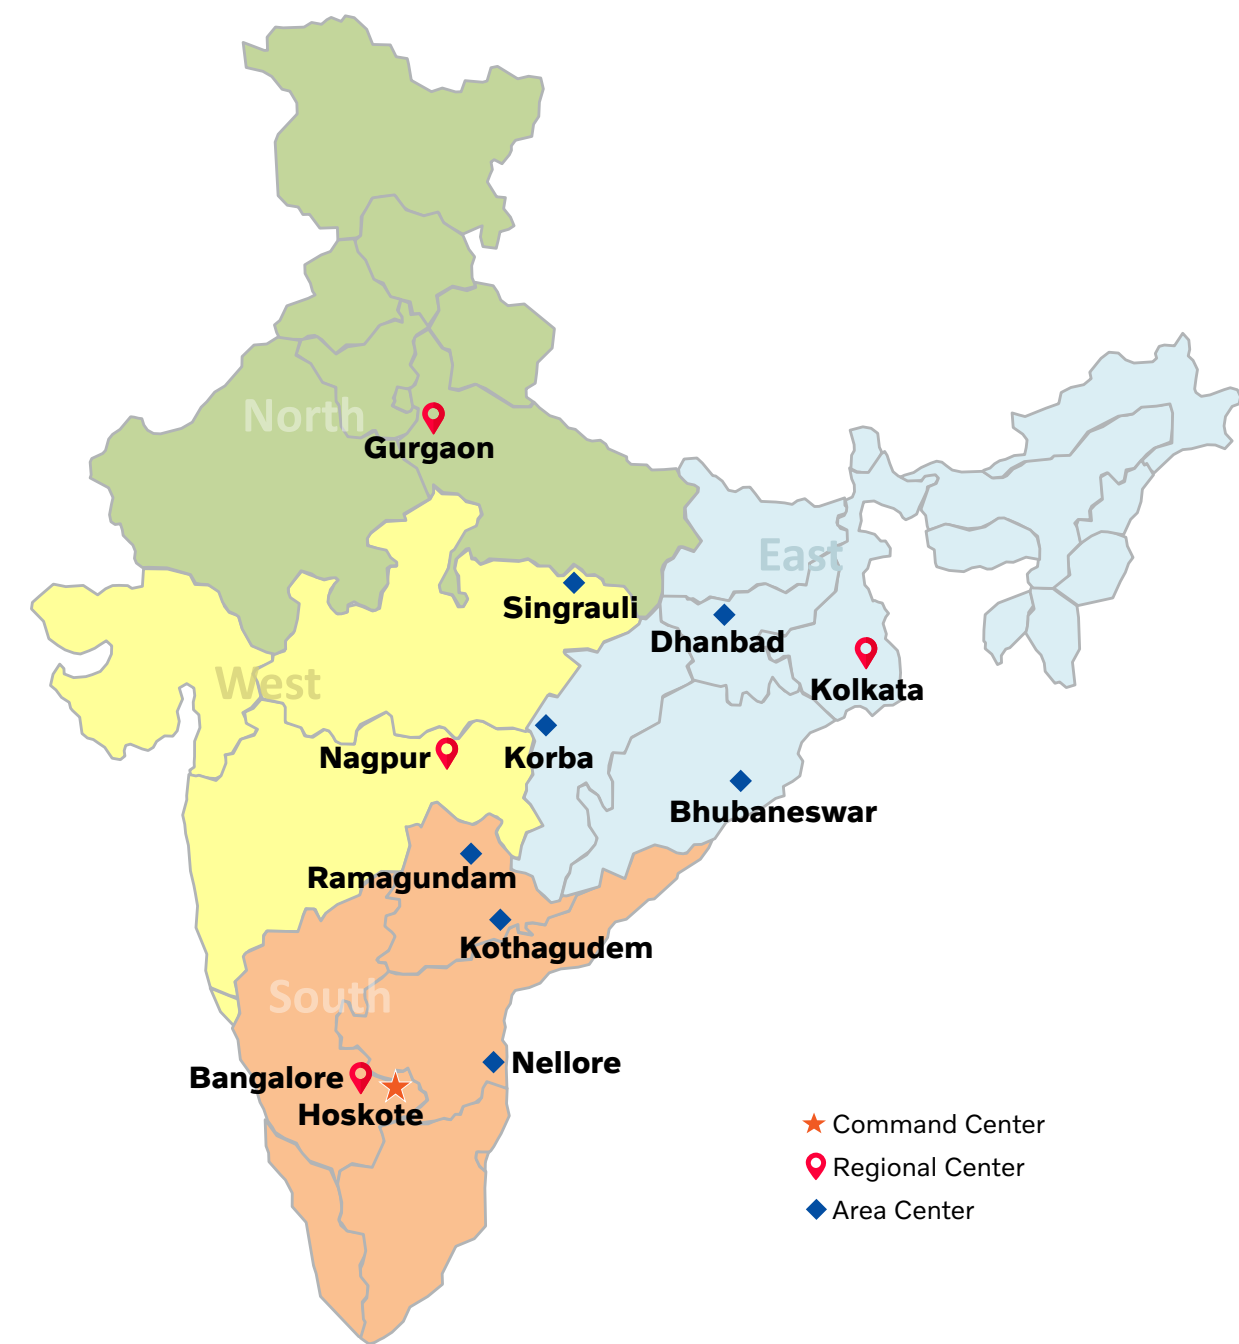 North
Gurgaon
East
Singrauli
Dhanbad
West
Kolkata
Nagpur
Korba
Bhubaneswar
Ramagundam
Kothagudem
South
Nellore
Bangalore
Hoskote
Command Center
Regional Center
Area Center